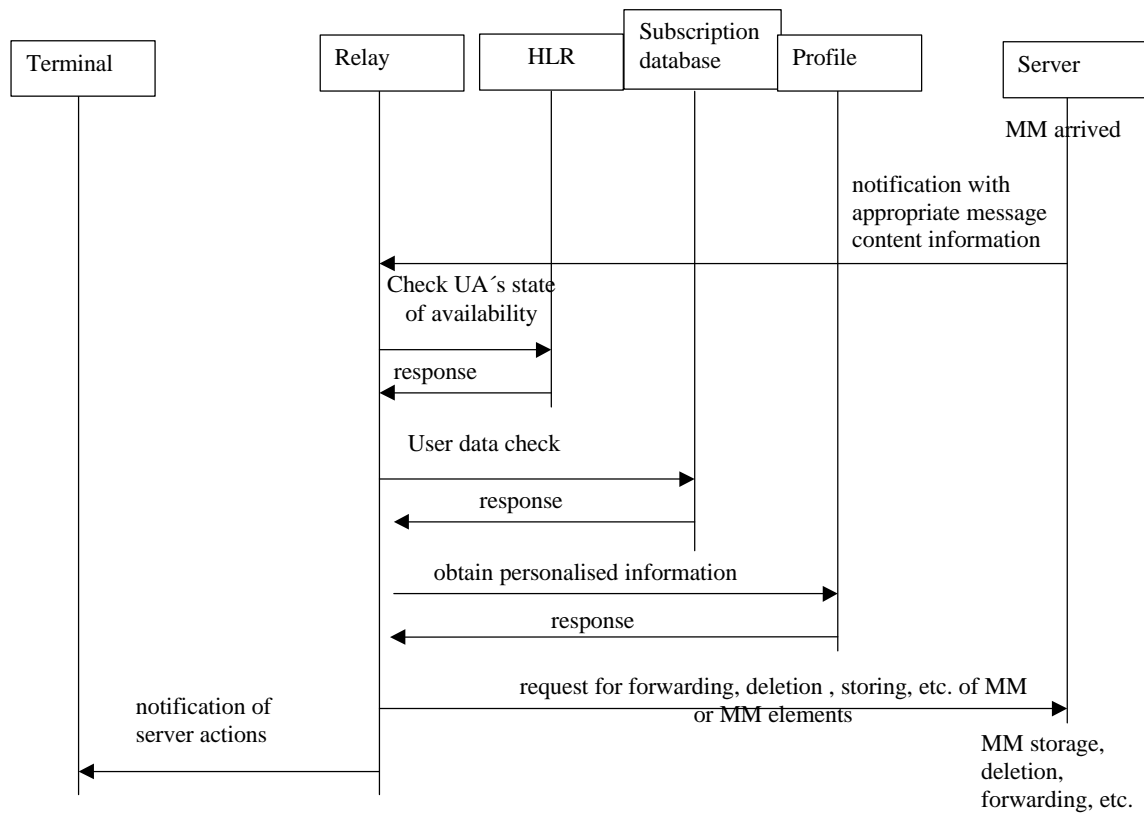 Terminal
Relay
HLR
Subscription
database
Profile
Server
MM arrived
notification with
appropriate message
content information
Check UA´s state
of availability
response
User data check
response
obtain personalised information
response
request for forwarding, deletion , storing, etc. of MM
or MM elements
notification of
server actions
MM storage,
deletion,
forwarding, etc.